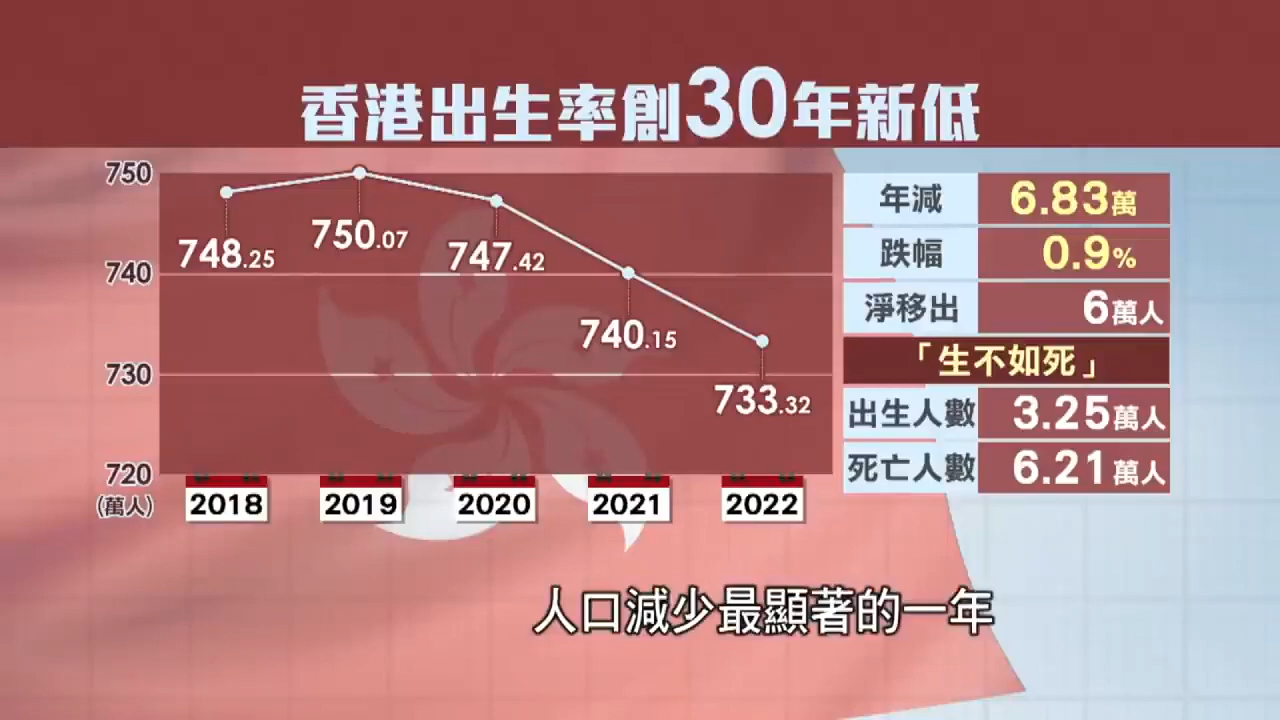 香港出生率創30年新低
750
740
730
720
(萬人)
748.25
750.07
747.42
740.15
733.32
2018
2019
2020
2021
2022
年減 6.83萬
跌幅 0.9%
淨移出 6萬人
「生不如死」
出生人數 3.25萬人
死亡人數 6.21萬人
人口減少最顯著的一年